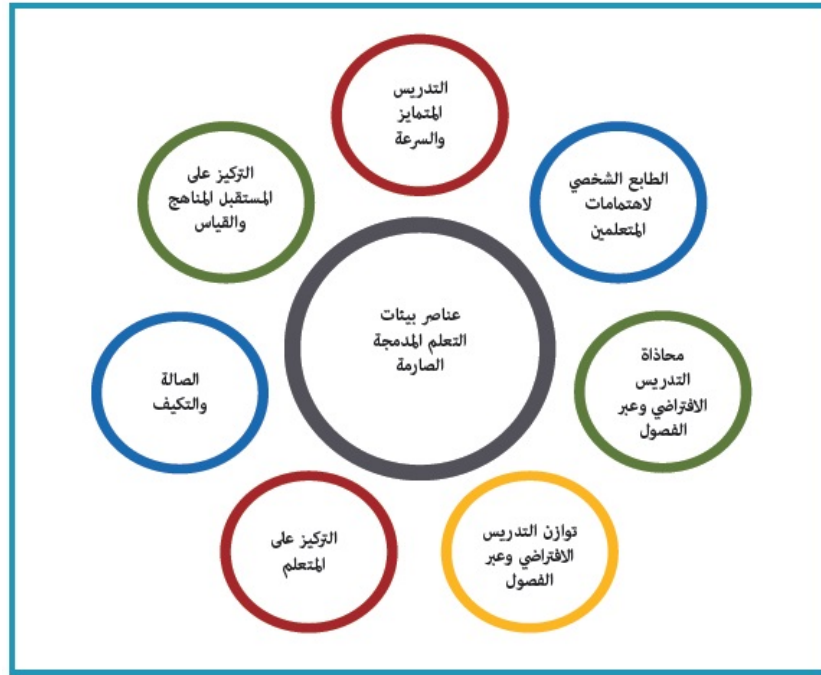 التدريس
المتمايز
والسرعة
الطابع الشخصي
لاهتمامات
المتعلمين
محاذاة
التدريس
الافتراضي وعبر
الفصول
توازن التدريس
الافتراضي وعبر
الفصول
التركيز على
المتعلم
الصالة
والتكيف
التركيز على
المستقبل المناهج
والقياس
عناصر بيئات
التعلم المدمجة
الصارمة